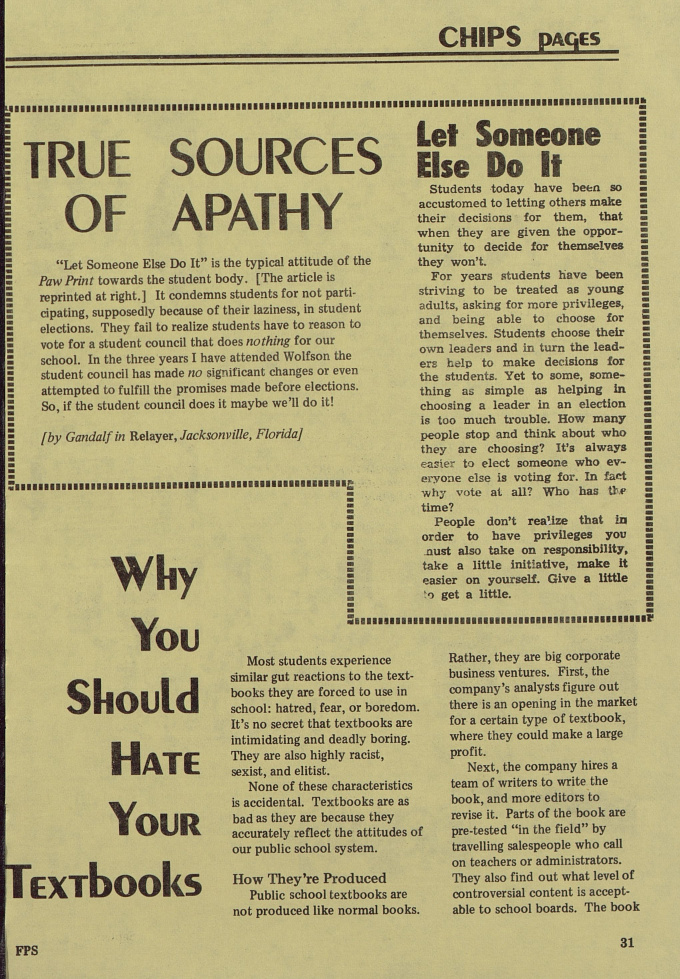 CHIPS PAGES
TRUE SOURCES
OF APATHY
"Let Someone Else Do It" is the typical attitude of the
Paw Print towards the student body. [The article is
reprinted at right.] It condemns students for not parti-
cipating, supposedly because of their laziness, in student
elections. They fail to realize students have to reason to
vote for a student council that does nothing for our
school. In the three years I have attended Wolfson the
student council has made no significant changes or even
attempted to fulfill the promises made before elections.
So, if the student council does it maybe we'll do it!
[by Gandalf in Relayer, Jacksonville, Florida]
Let Someone
Else Do It
Students today have been so
accustomed to letting others make
their decisions for them, that
when they are given the oppor-
tunity to decide for themselves
they won't.
For years students have been
striving to be treated as young
adults, asking for more privileges,
and being able to choose for
themselves. Students choose their
own leaders and in turn the lead-
ers help to make decisions for
the students. Yet to some, some-
thing as simple as helping in
choosing a leader in an election
is too much trouble. How many
people stop and think about who
they are choosing? It's always
easier to elect someone who ev-
eryone else is voting for. In fact
why vote at all? Who has the
time?
People don't realize that in
order to have privileges you
must also take on responsibility,
take a little initiative, make it
easier on yourself. Give a little
to get a little.
Why
You
Should
Hate
Your
Textbooks
Most students experience
similar gut reactions to the text-
books they are forced to use in
school: hatred, fear, or boredom.
It's no secret that textbooks are
intimidating and deadly boring.
They are also highly racist,
sexist, and elitist.
None of these characteristics
is accidental. Textbooks are as
bad as they are because they
accurately reflect the attitudes of
our public school system.
How They're Produced
Public school textbooks are
not produced like normal books.
Rather, they are big corporate
business ventures. First, the
company's analysts figure out
there is an opening in the market
for a certain type of textbook,
where they could make a large
profit.
Next, the company hires a
team of writers to write the
book, and more editors to
revise it. Parts of the book are
pre-tested "in the field" by
travelling salespeople who call
on teachers or administrators.
They also find out what level of
controversial content is accept-
able to school boards. The book
FPS
31